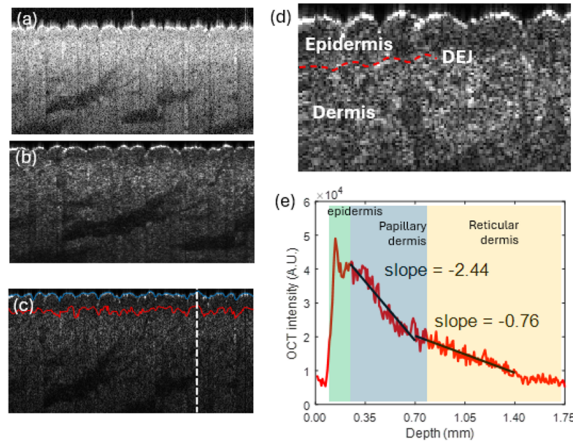 (a)
(b)
(c)
(d)
Epidermis
DEJ
Dermis
(e)
×10⁴
epidermis
Papillary
dermis
Reticular
dermis
slope = -2.44
slope = -0.76
OCT intensity (A.U.)
6
5
4
3
2
1
0
0.00 0.35 0.70 1.05 1.40 1.75
Depth (mm)